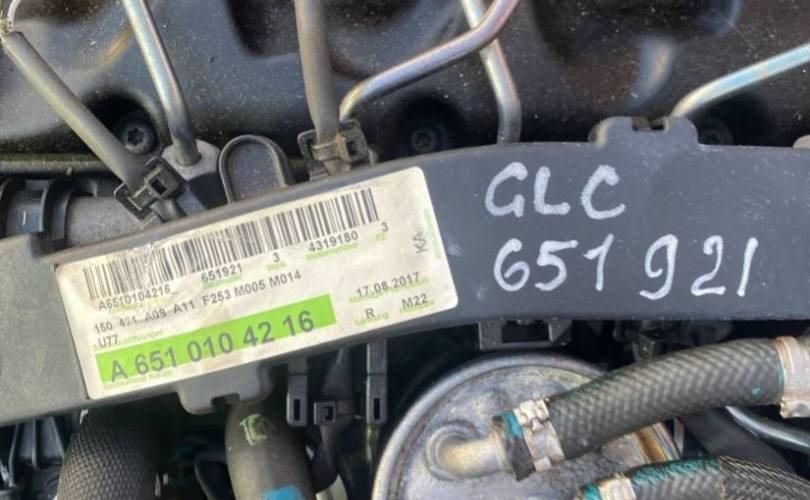 GLC
651 921
A6510104216 651921 3 4319180 3
150 421 A09 A11 F253 M005 M014
U77
17.08.2017
KA
R M22
A 651 010 42 16